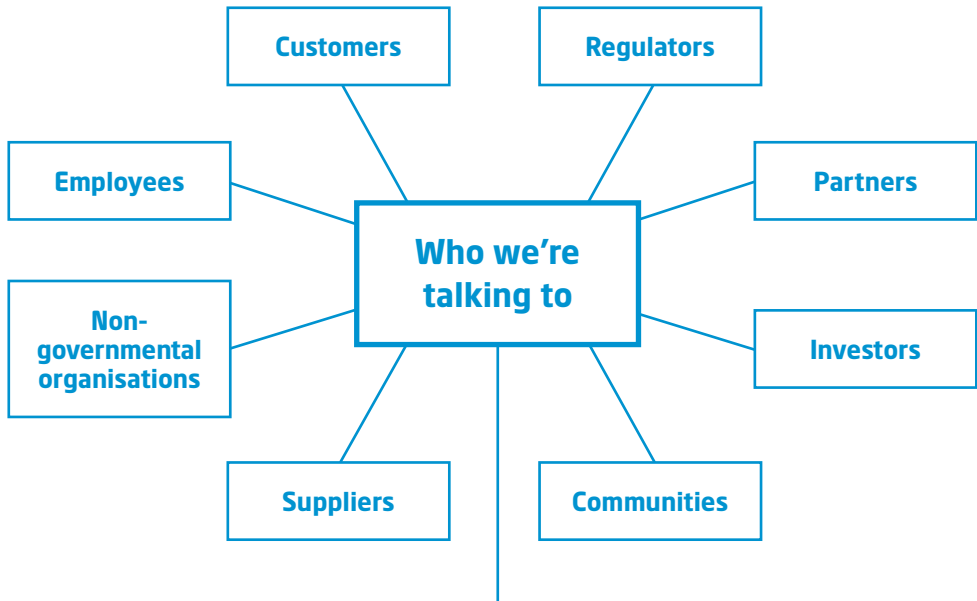 Customers
Regulators
Employees
Partners
Who we’re
talking to
Non-
governmental
organisations
Investors
Suppliers
Communities